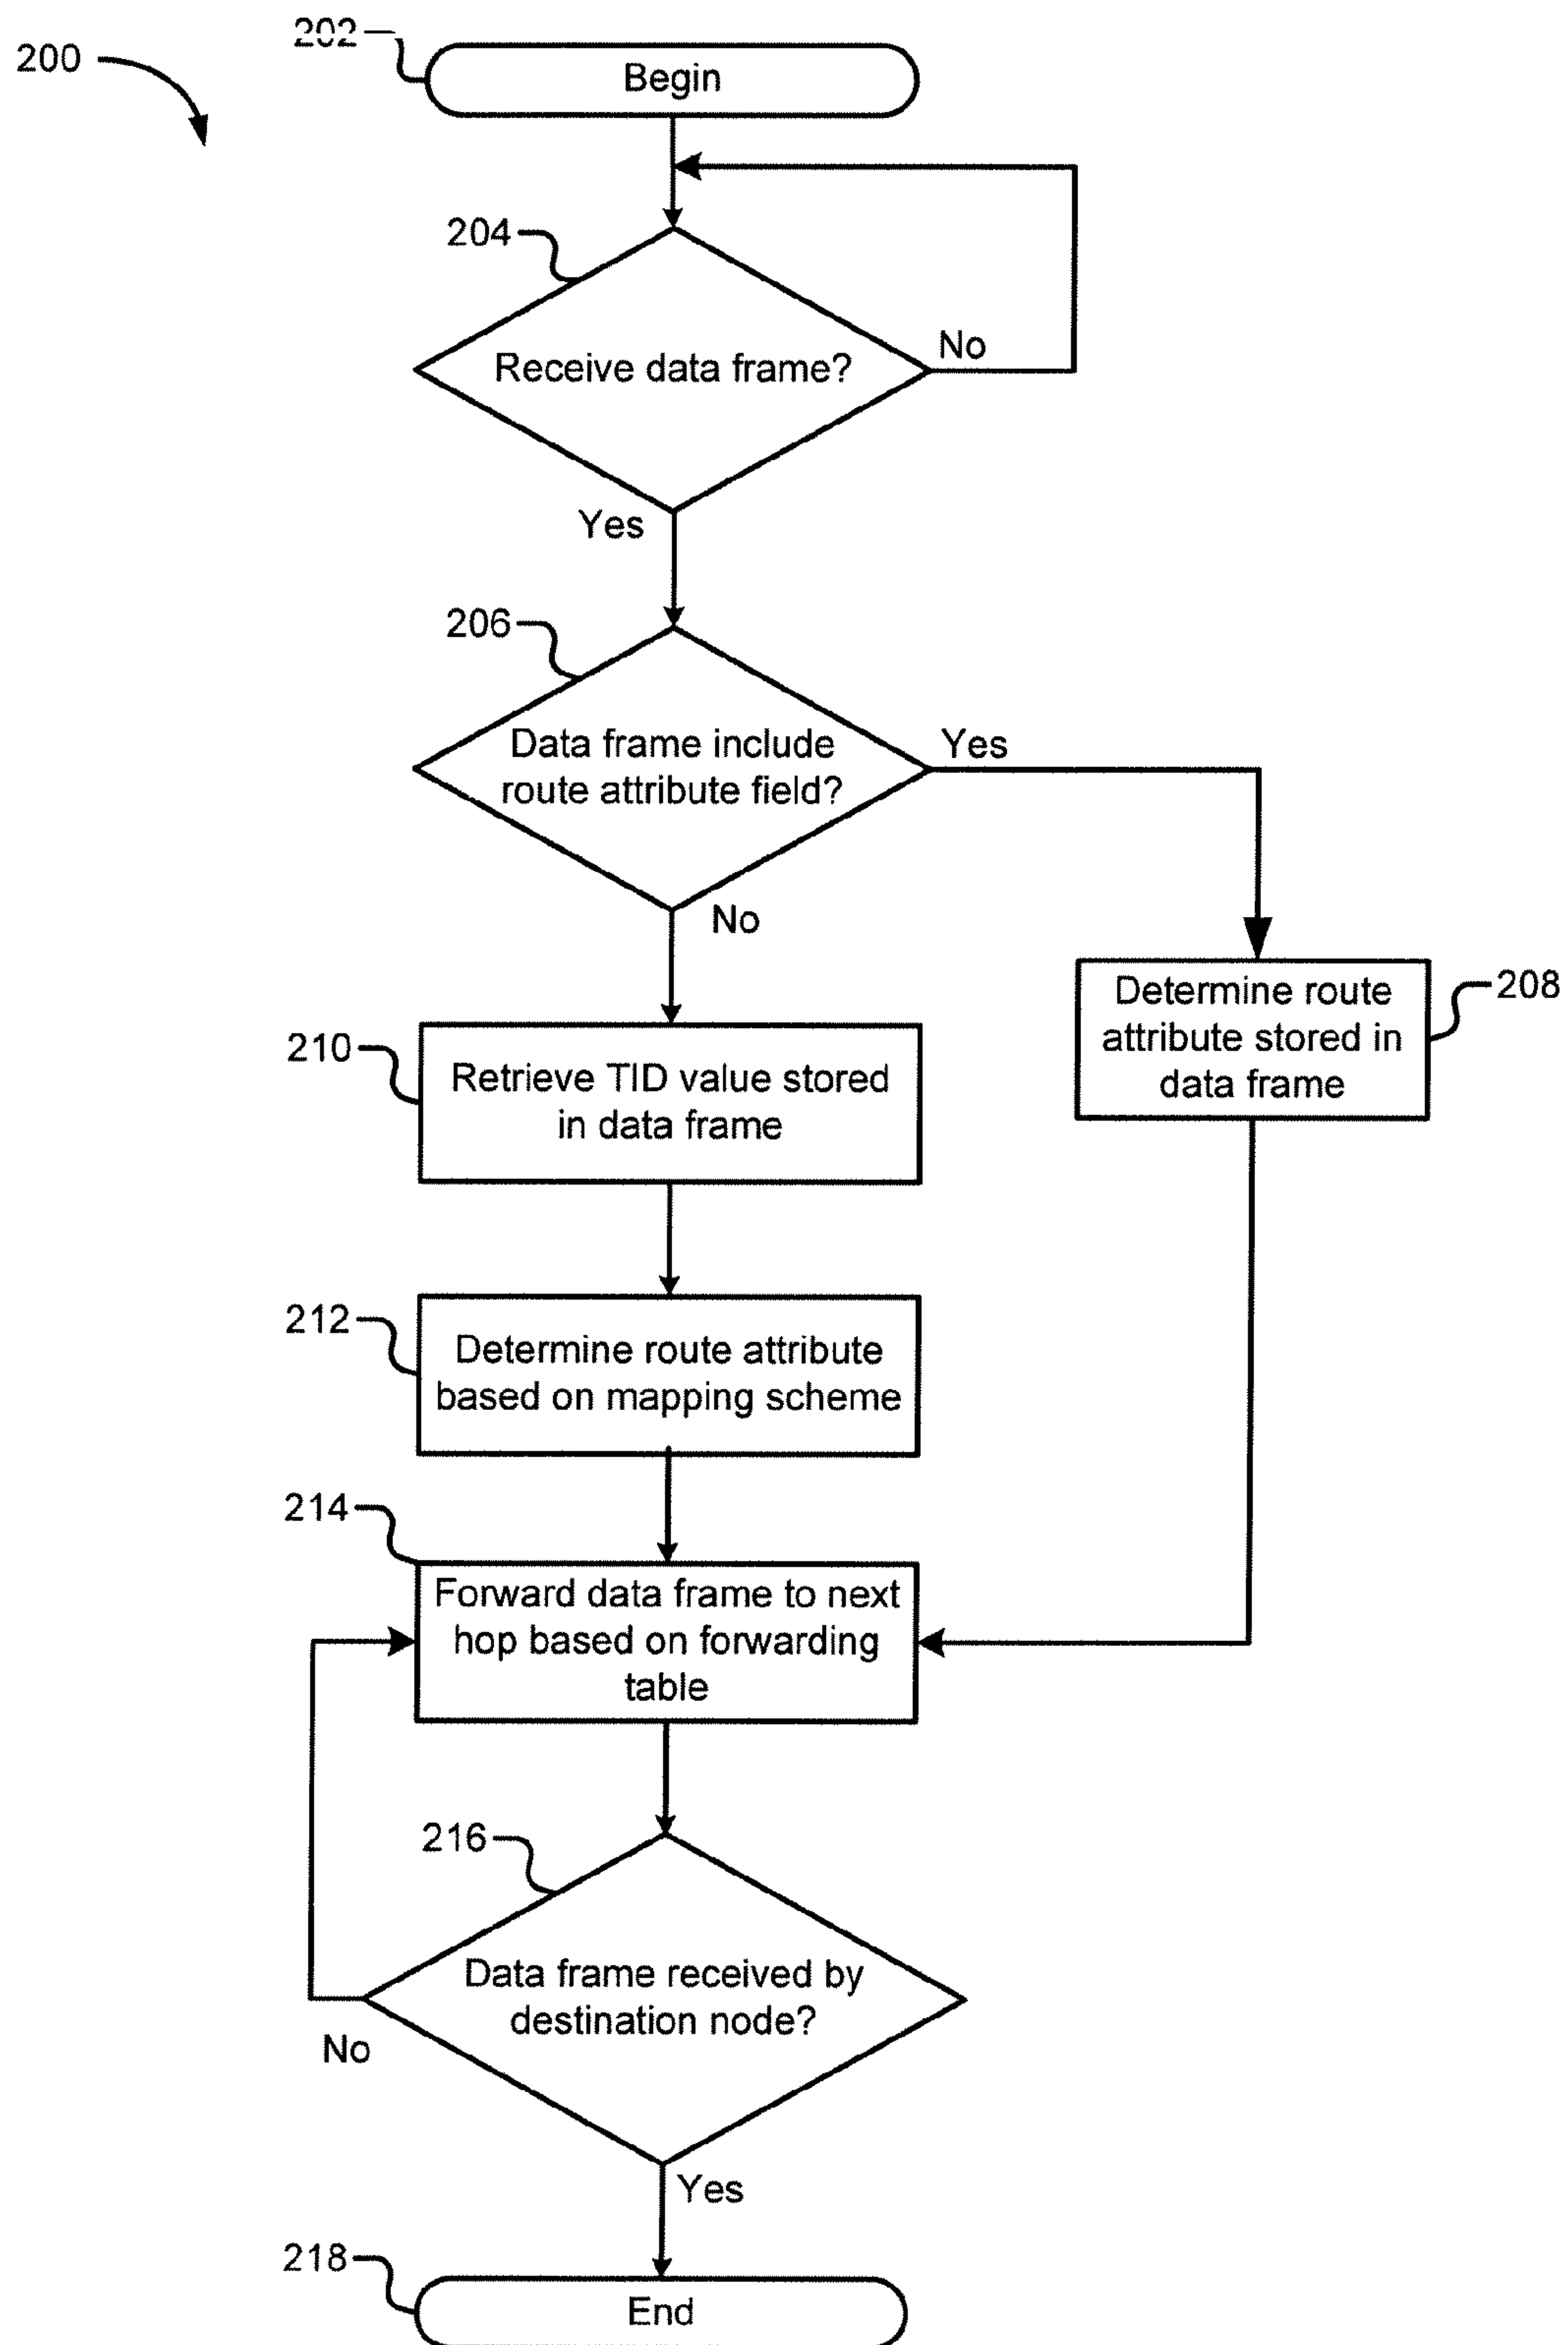 202
200
Begin
204
No
Receive data frame?
Yes
206
Data frame include
route attribute field?
Yes
No
208
Determine route
attribute stored in
data frame
210
Retrieve TID value stored
in data frame
212
Determine route attribute
based on mapping scheme
214
Forward data frame to next
hop based on forwarding
table
216
Data frame received by
destination node?
No
Yes
218
End